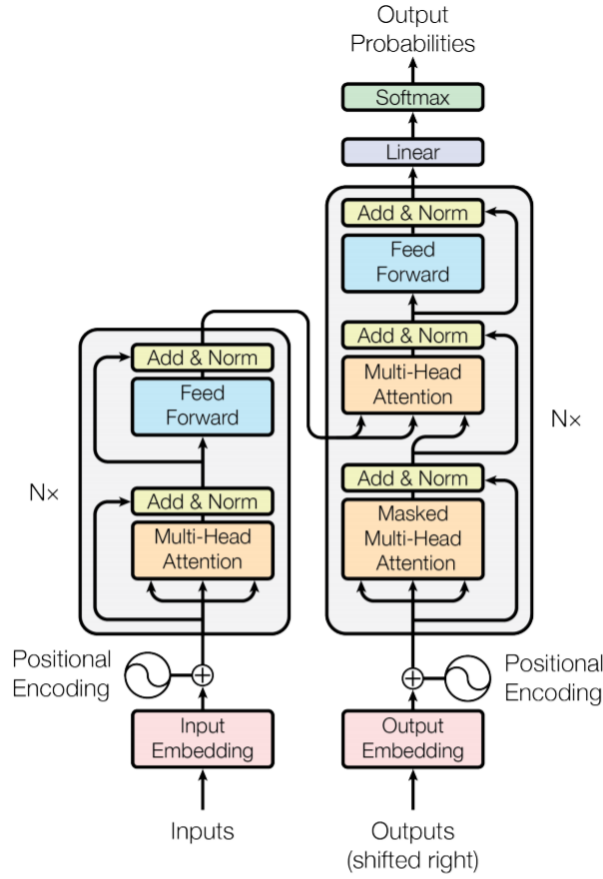 Output
Probabilities
Softmax
Linear
Add & Norm
Feed
Forward
Add & Norm
Multi-Head
Attention
Add & Norm
Masked
Multi-Head
Attention
N×
Add & Norm
Feed
Forward
N×
Add & Norm
Multi-Head
Attention
Positional
Encoding
Input
Embedding
Inputs
Positional
Encoding
Output
Embedding
Outputs
(shifted right)